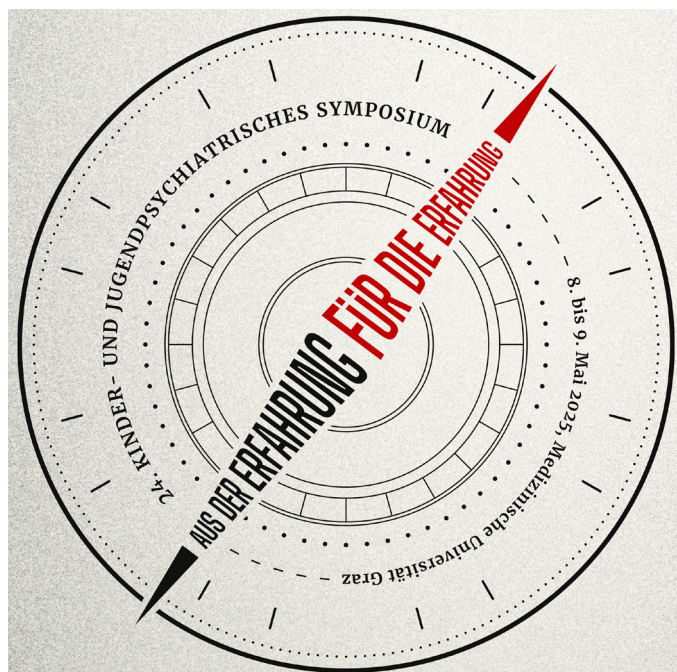 24. KINDER- UND JUGENDPSYCHIATRISCHES SYMPOSIUM
AUS DER ERFAHRUNG FÜR DIE ERFAHRUNG
8. bis 9. Mai 2025, Medizinische Universität Graz